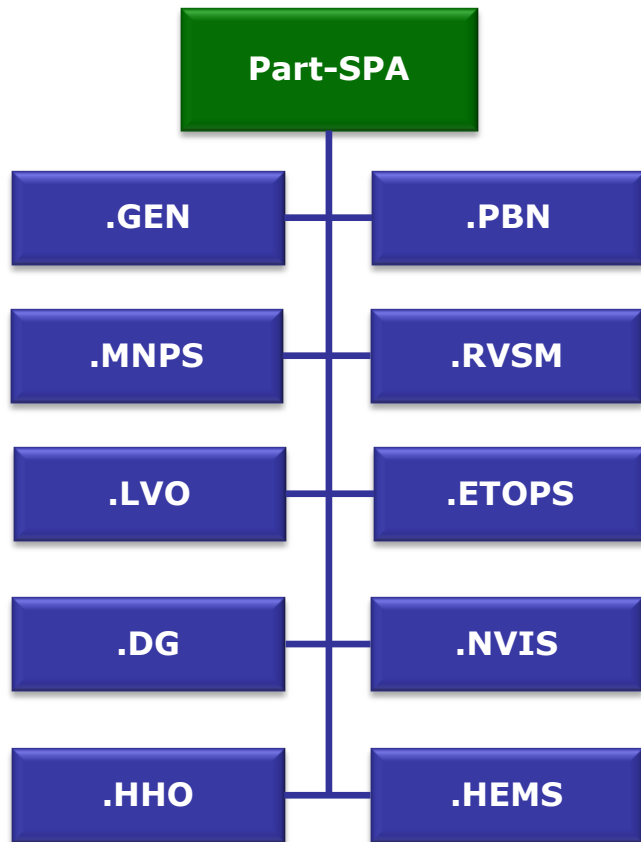 Part-SPA
.GEN
.PBN
.MNPS
.RVSM
.LVO
.ETOPS
.DG
.NVIS
.HHO
.HEMS